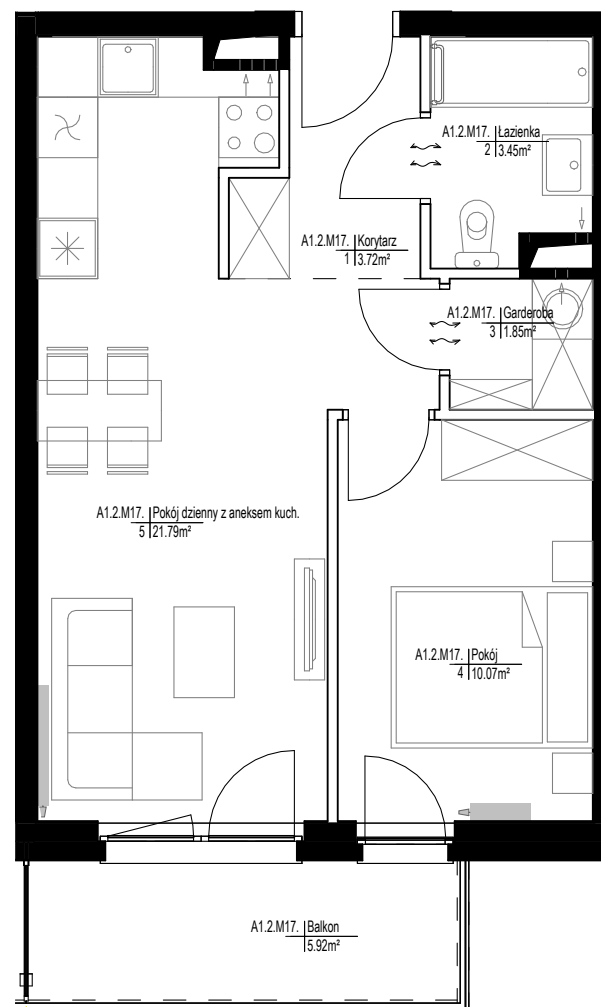 A1.2.M17. Łazienka
2 3.45m²
A1.2.M17. Korytarz
1 3.72m²
A1.2.M17. Garderoba
3 1.85m²
A1.2.M17. Pokój dzienny z aneksem kuch.
5 21.79m²
A1.2.M17. Pokój
4 10.07m²
A1.2.M17. Balkon
5.92m²